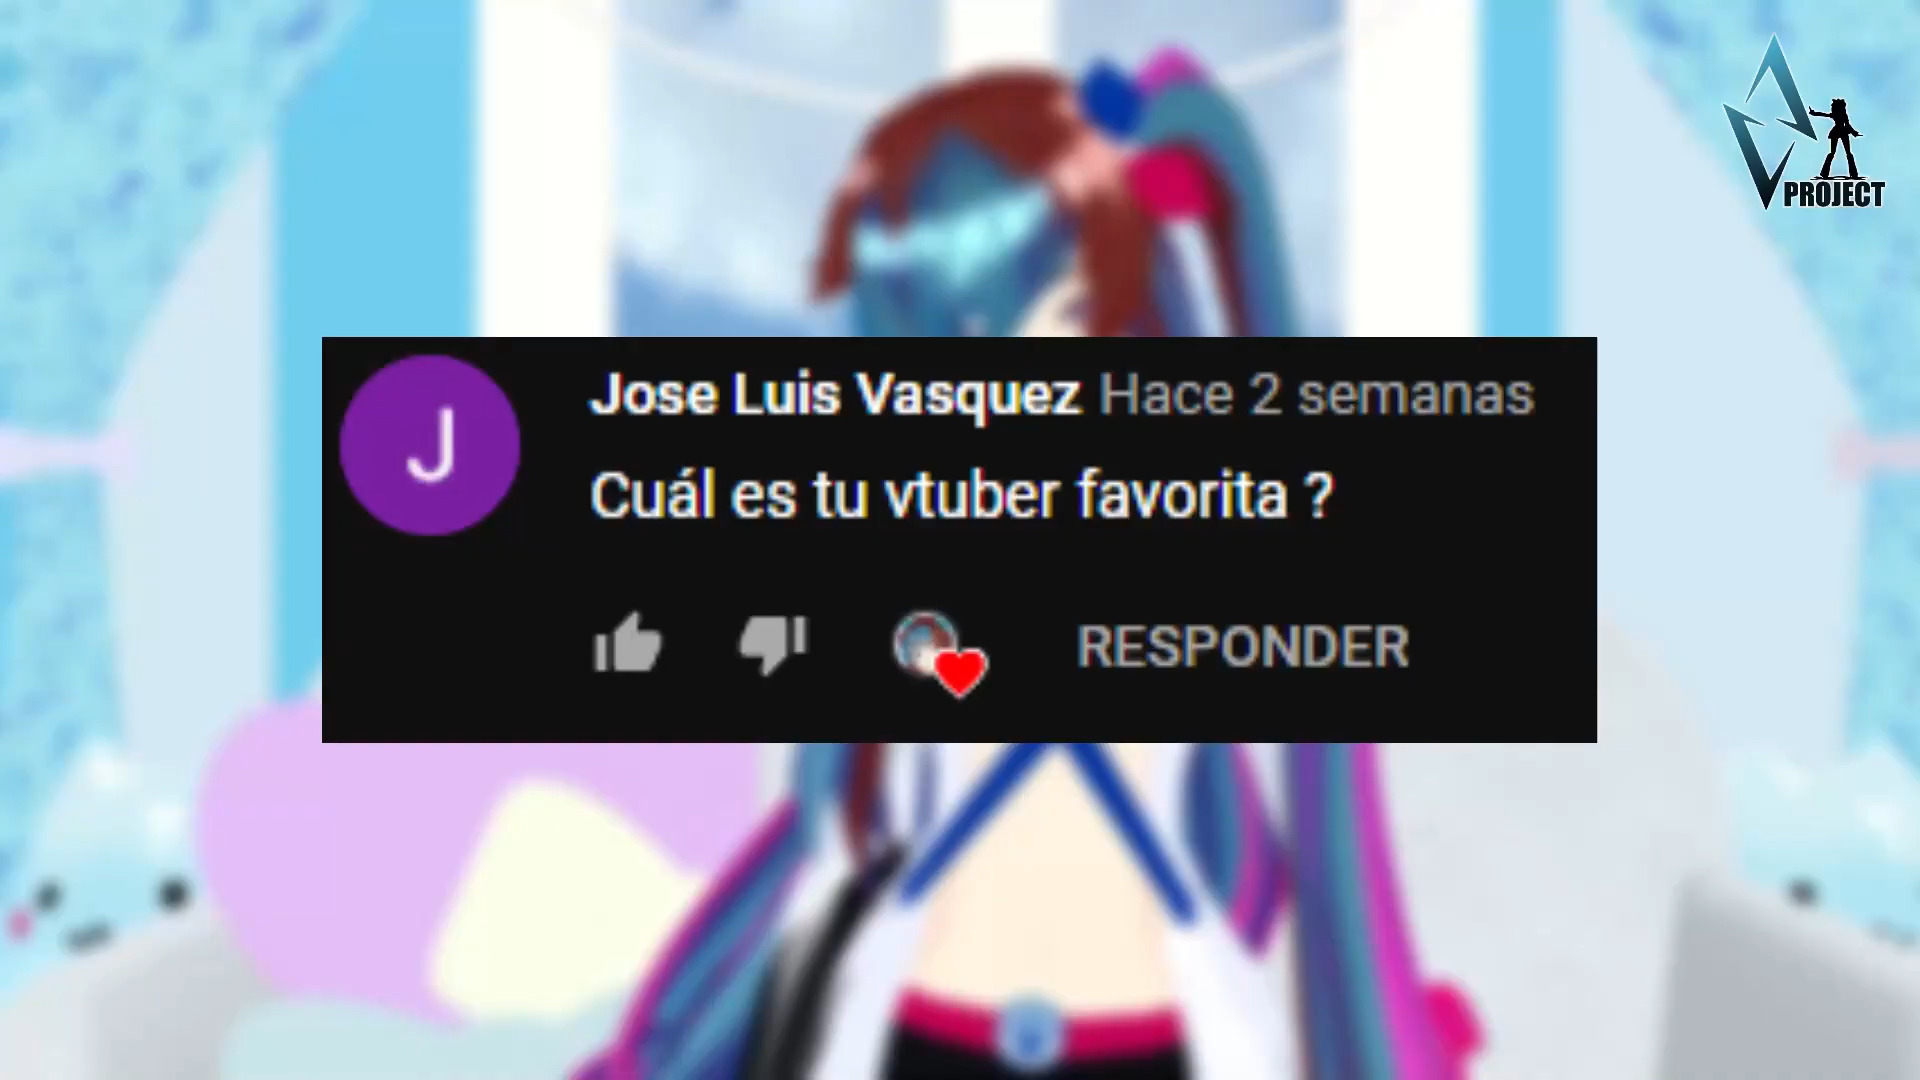 PROJECT
Jose Luis Vasquez Hace 2 semanas
Cuál es tu vtuber favorita ?
RESPONDER